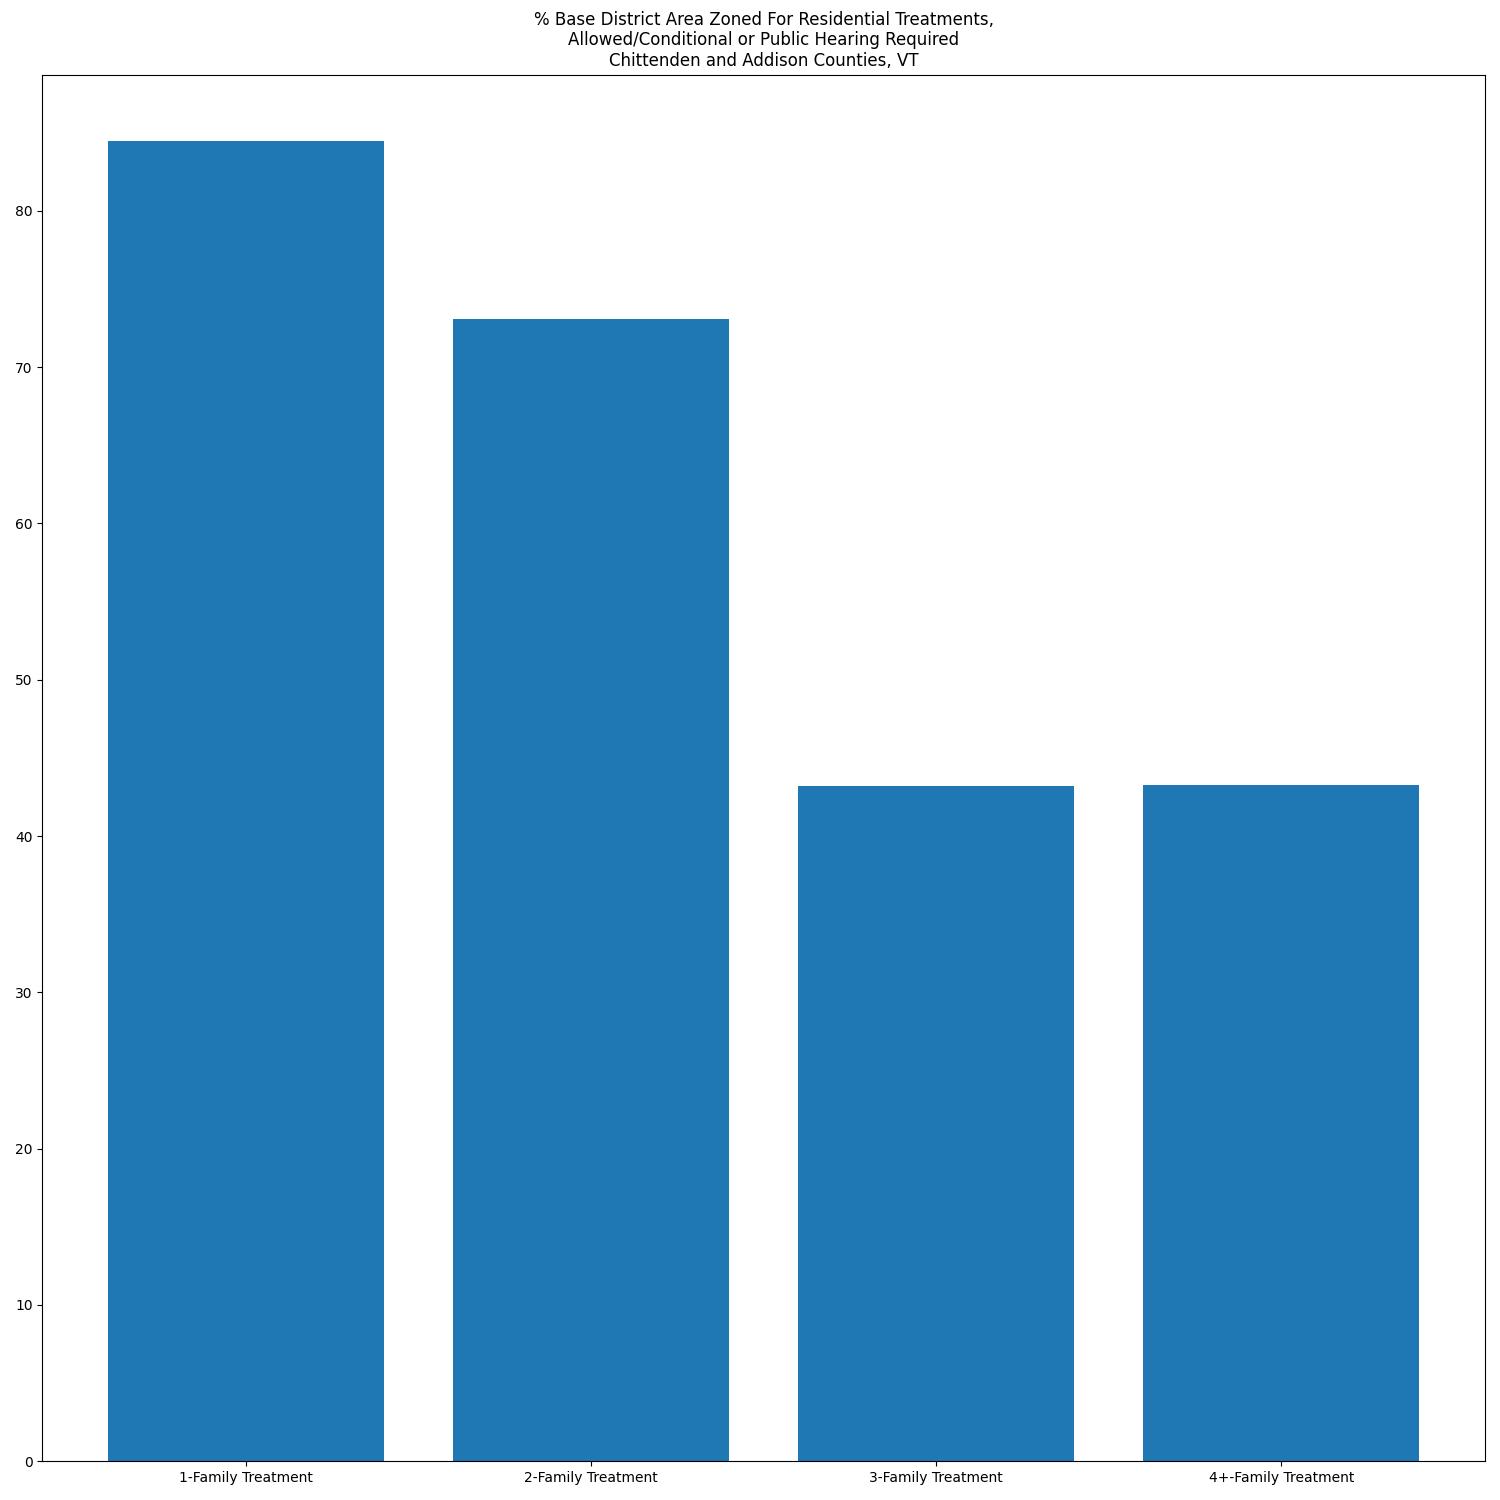 % Base District Area Zoned For Residential Treatments,
Allowed/Conditional or Public Hearing Required
Chittenden and Addison Counties, VT
80
70
60
50
40
30
20
10
0
1-Family Treatment
2-Family Treatment
3-Family Treatment
4+-Family Treatment